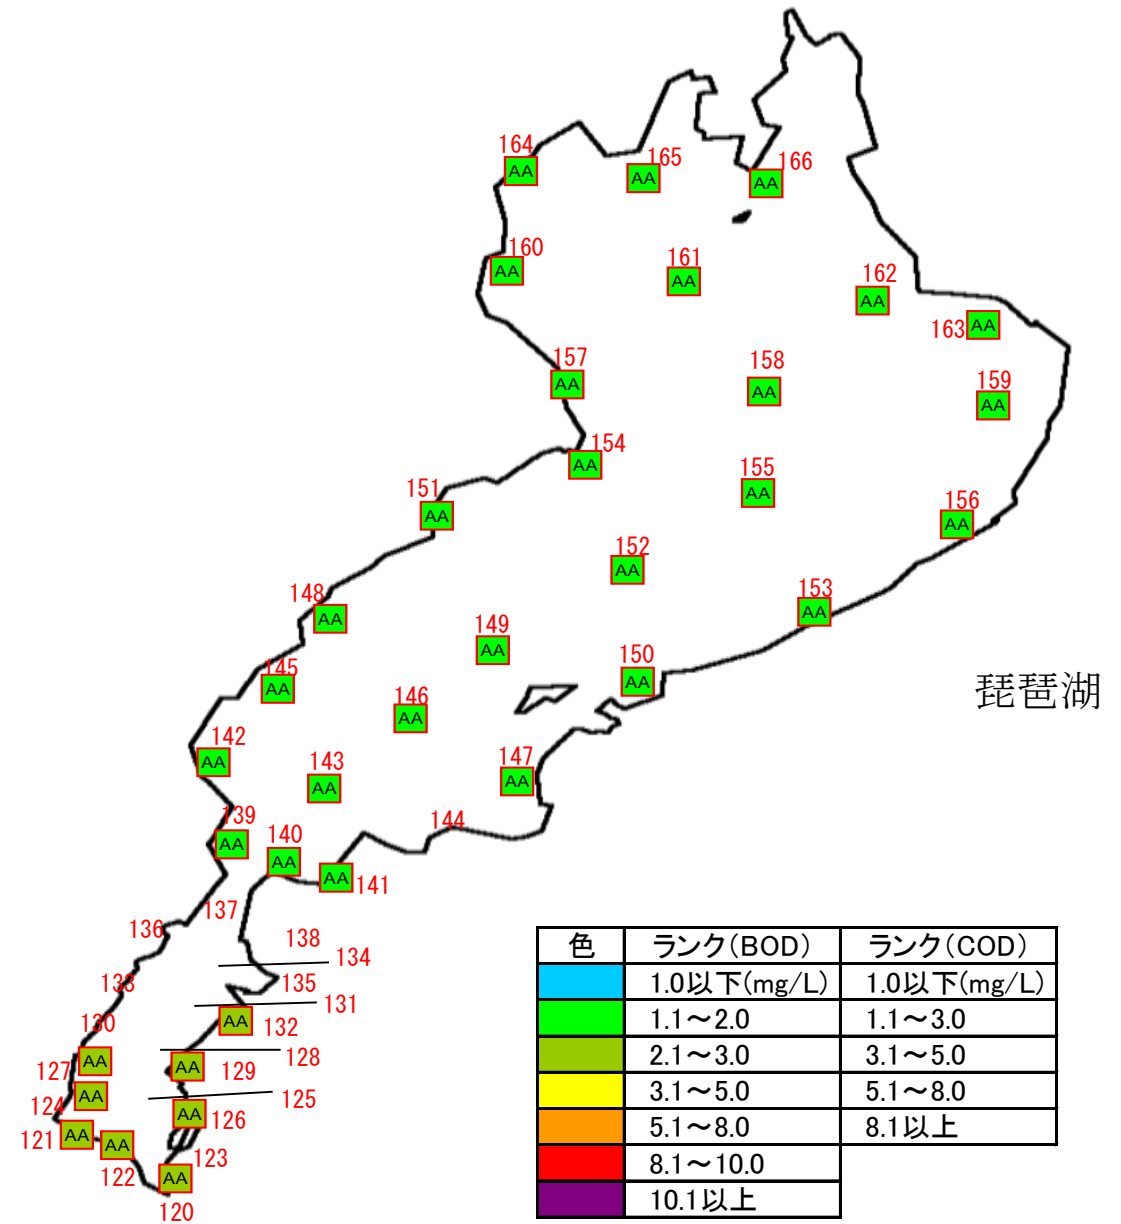 164
AA
165
AA
166
AA
160
AA
161
AA
162
AA
163 AA
157
AA
158
AA
159
AA
154
AA
155
AA
151
AA
156
AA
152
AA
153
AA
148
AA
149
AA
150
AA
145
AA
146
AA
琵琶湖
142
AA
143
AA
147
AA
139
AA
144
140
AA
AA 141
137
136
138
134
133
135
131
130
AA 132
127 AA
128
AA 129
124 AA
125
AA 126
121 AA
AA
122
123
AA
120
色 ランク(BOD) ランク(COD)
1.0以下(mg/L) 1.0以下(mg/L)
1.1～2.0 1.1～3.0
2.1～3.0 3.1～5.0
3.1～5.0 5.1～8.0
5.1～8.0 8.1以上
8.1～10.0
10.1以上